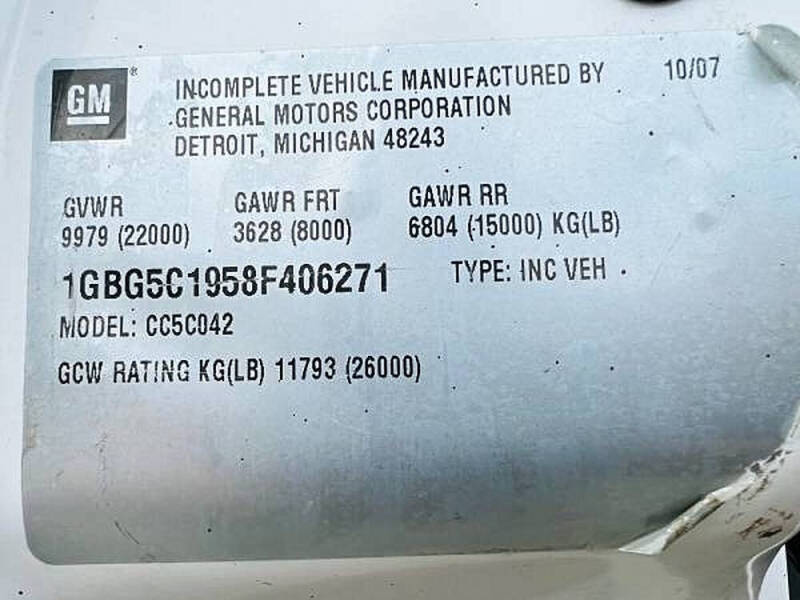 GM® INCOMPLETE VEHICLE MANUFACTURED BY 10/07
GENERAL MOTORS CORPORATION
DETROIT, MICHIGAN 48243
GVWR GAWR FRT GAWR RR
9979 (22000) 3628 (8000) 6804 (15000) KG(LB)
1GBG5C1958F406271 TYPE: INC VEH
MODEL: CC5C042
GCW RATING KG(LB) 11793 (26000)